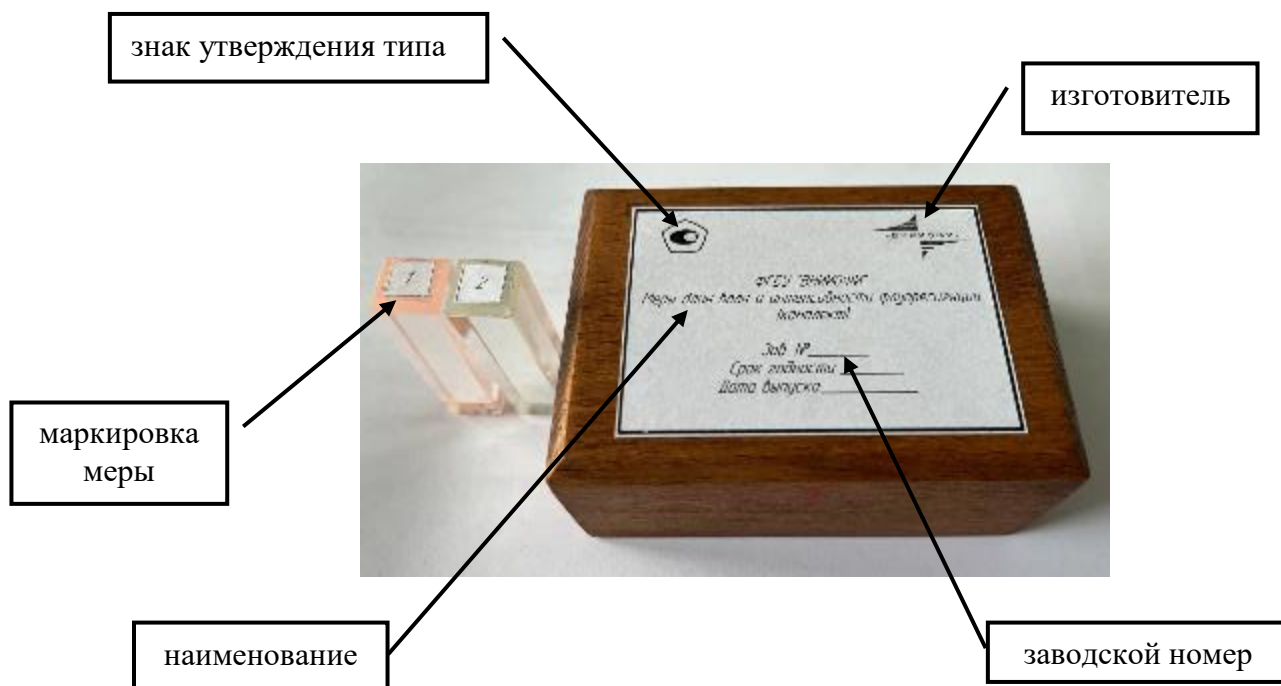 знак утверждения типа
изготовитель
1
2
ФГБУ "ВНИИОФИ"
Меры длин волн и интенсивности флуоресценции
(комплект)
Зав №
Срок годности
Дата выпуска
маркировка
меры
наименование
заводской номер